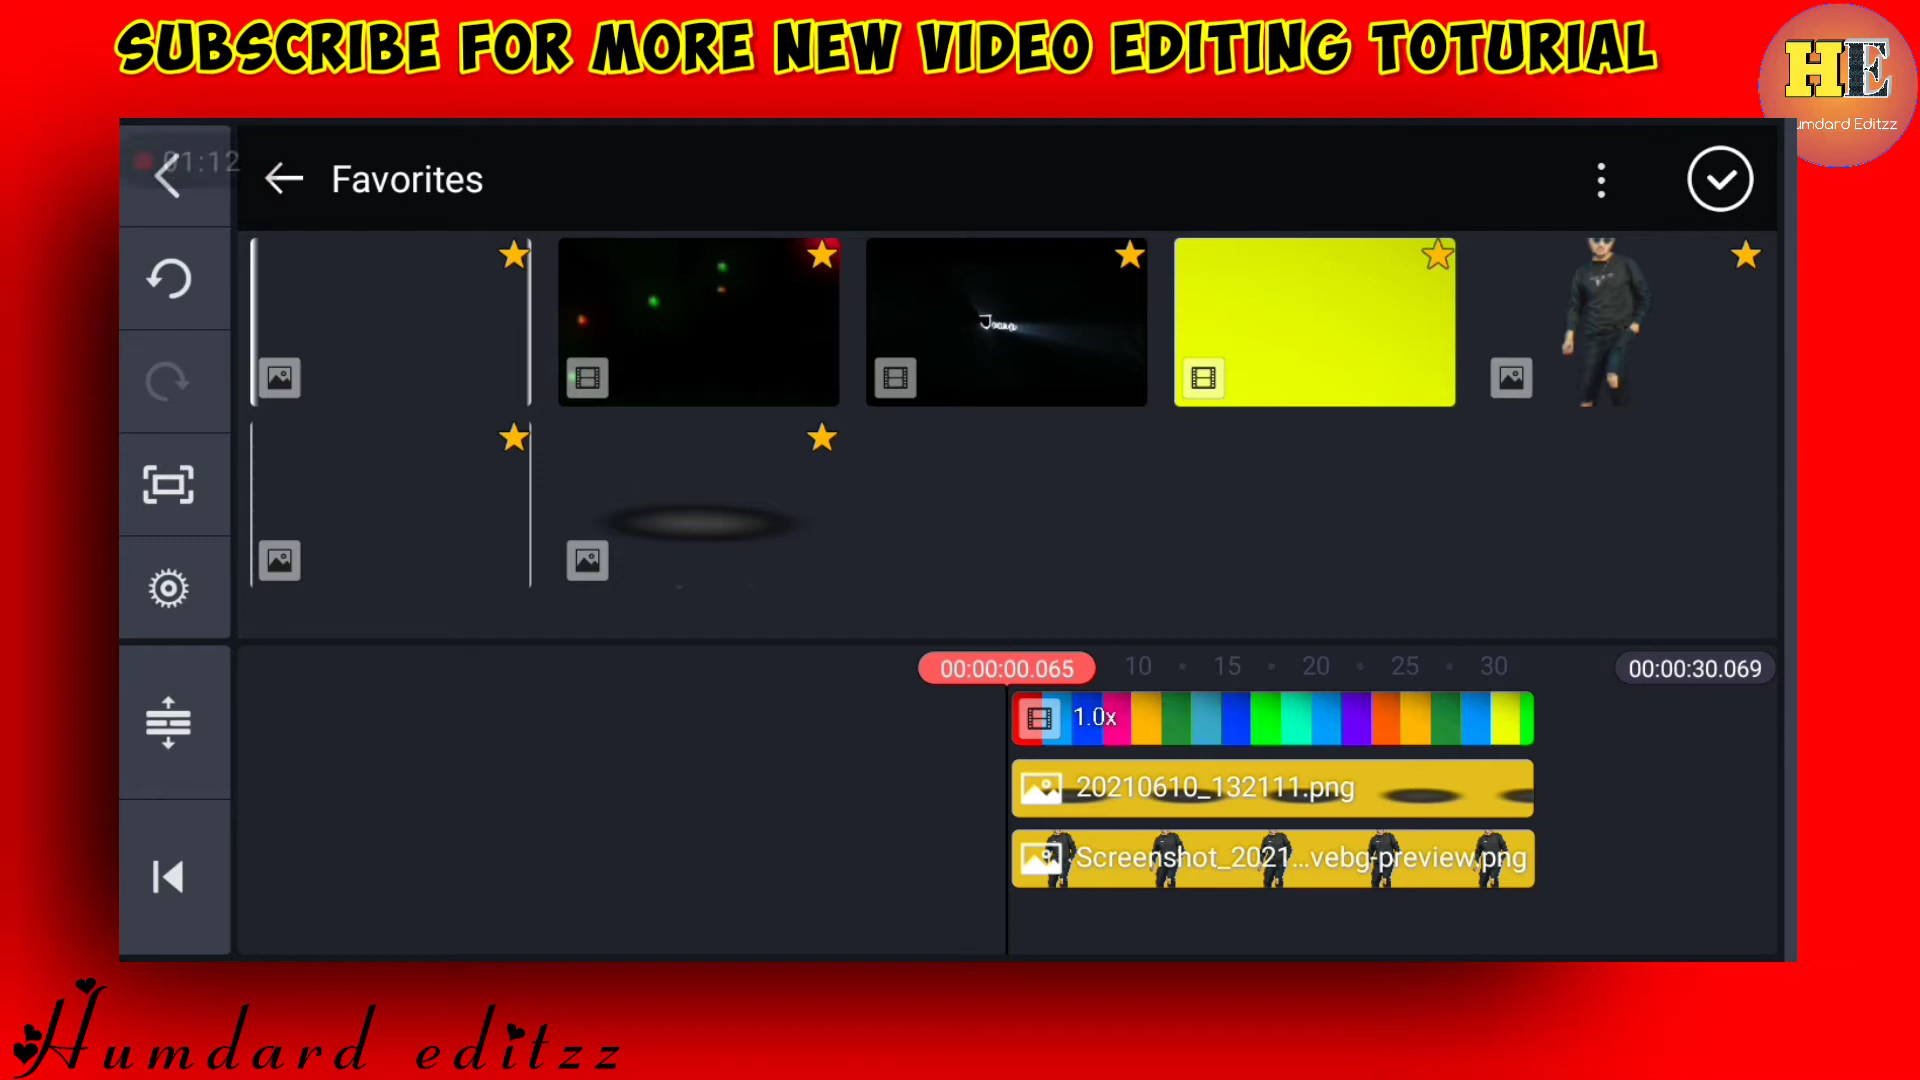 SUBSCRIBE FOR MORE NEW VIDEO EDITING TOTURIAL
HE
umdard Editzz
01:12
Favorites
Joana
00:00:00.065
10 15 20 25 30
00:00:30.069
1.0x
20210610_132111.png
Screenshot_2021...vebg-preview.png
Humdard editzz